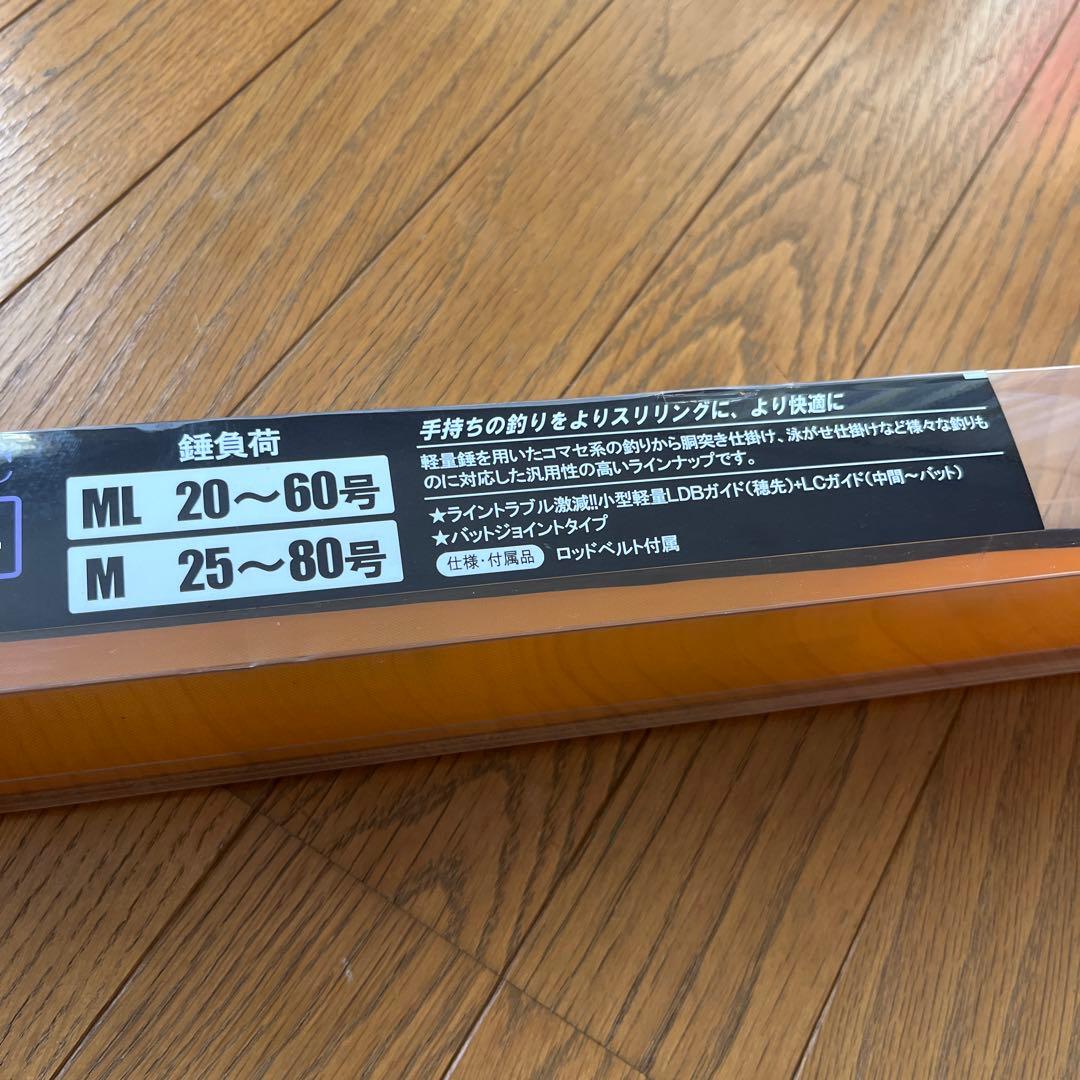 錘負荷
ML 20～60号
M 25～80号
手持ちの釣りをよりスリリングに、より快適に
軽量錘を用いたコマセ系の釣りから胴突き仕掛け、泳がせ仕掛けなど様々な釣りも
のに対応した汎用性の高いラインナップです。
★ライントラブル激減!!小型軽量LDBガイド(穂先)+LCガイド(中間～バット)
★バットジョイントタイプ
仕様・付属品 ロッドベルト付属